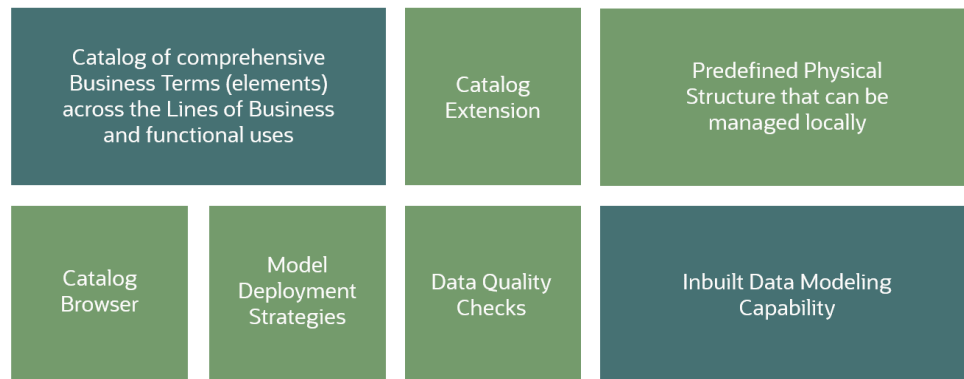 Catalog of comprehensive
Business Terms (elements)
across the Lines of Business
and functional uses
Catalog
Extension
Predefined Physical
Structure that can be
managed locally
Catalog
Browser
Model
Deployment
Strategies
Data Quality
Checks
Inbuilt Data Modeling
Capability